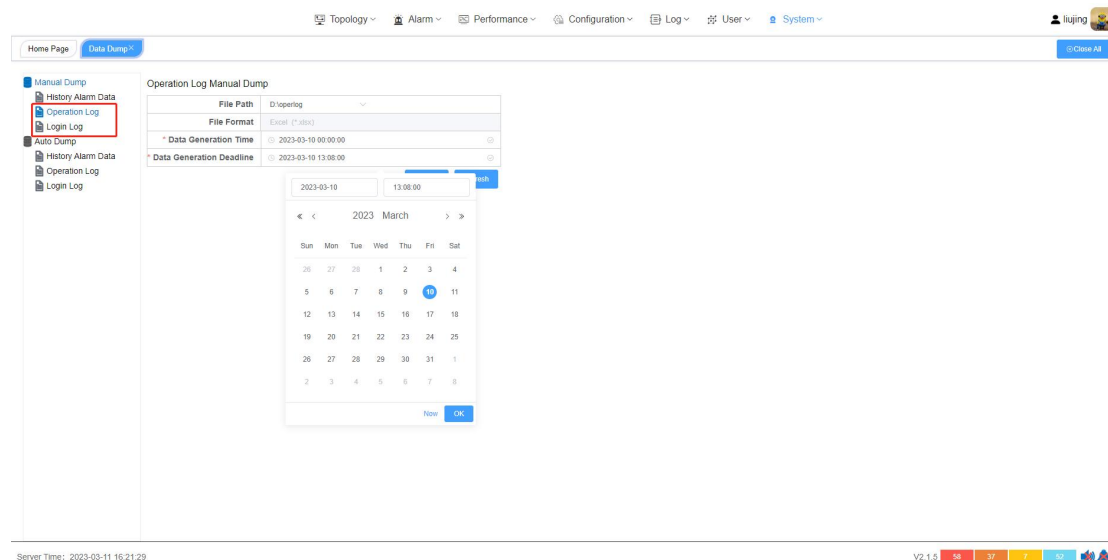 Topology Alarm Performance Configuration Log User System liujing
Home Page Data Dump Close All
Manual Dump
History Alarm Data
Operation Log
Login Log
Auto Dump
History Alarm Data
Operation Log
Login Log
Operation Log Manual Dump
File Path D:\operlog
File Format Excel (*.xlsx)
* Data Generation Time 2023-03-10 00:00:00
* Data Generation Deadline 2023-03-10 13:08:00
2023-03-10 13:08:00
2023 March
Sun Mon Tue Wed Thu Fri Sat
26 27 28 1 2 3 4
5 6 7 8 9 10 11
12 13 14 15 16 17 18
19 20 21 22 23 24 25
26 27 28 29 30 31 1
2 3 4 5 6 7 8
Now OK
Server Time: 2023-03-11 16:21:29
V2.1.5 58 37 7 52